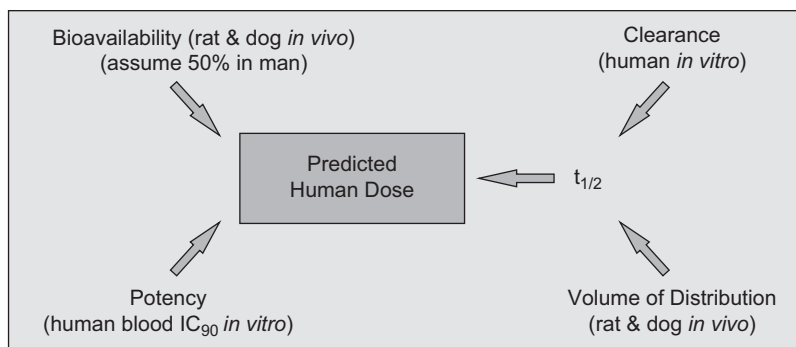 Bioavailability (rat & dog in vivo)
(assume 50% in man)
Clearance
(human in vitro)
Predicted
Human Dose
t1/2
Potency
(human blood IC90 in vitro)
Volume of Distribution
(rat & dog in vivo)